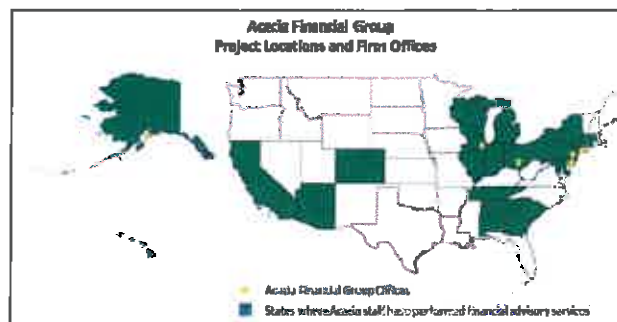 Acacia Financial Group
Project Locations and Firm Offices
Acacia Financial Group Offices
States where Acacia staff have performed financial advisory services